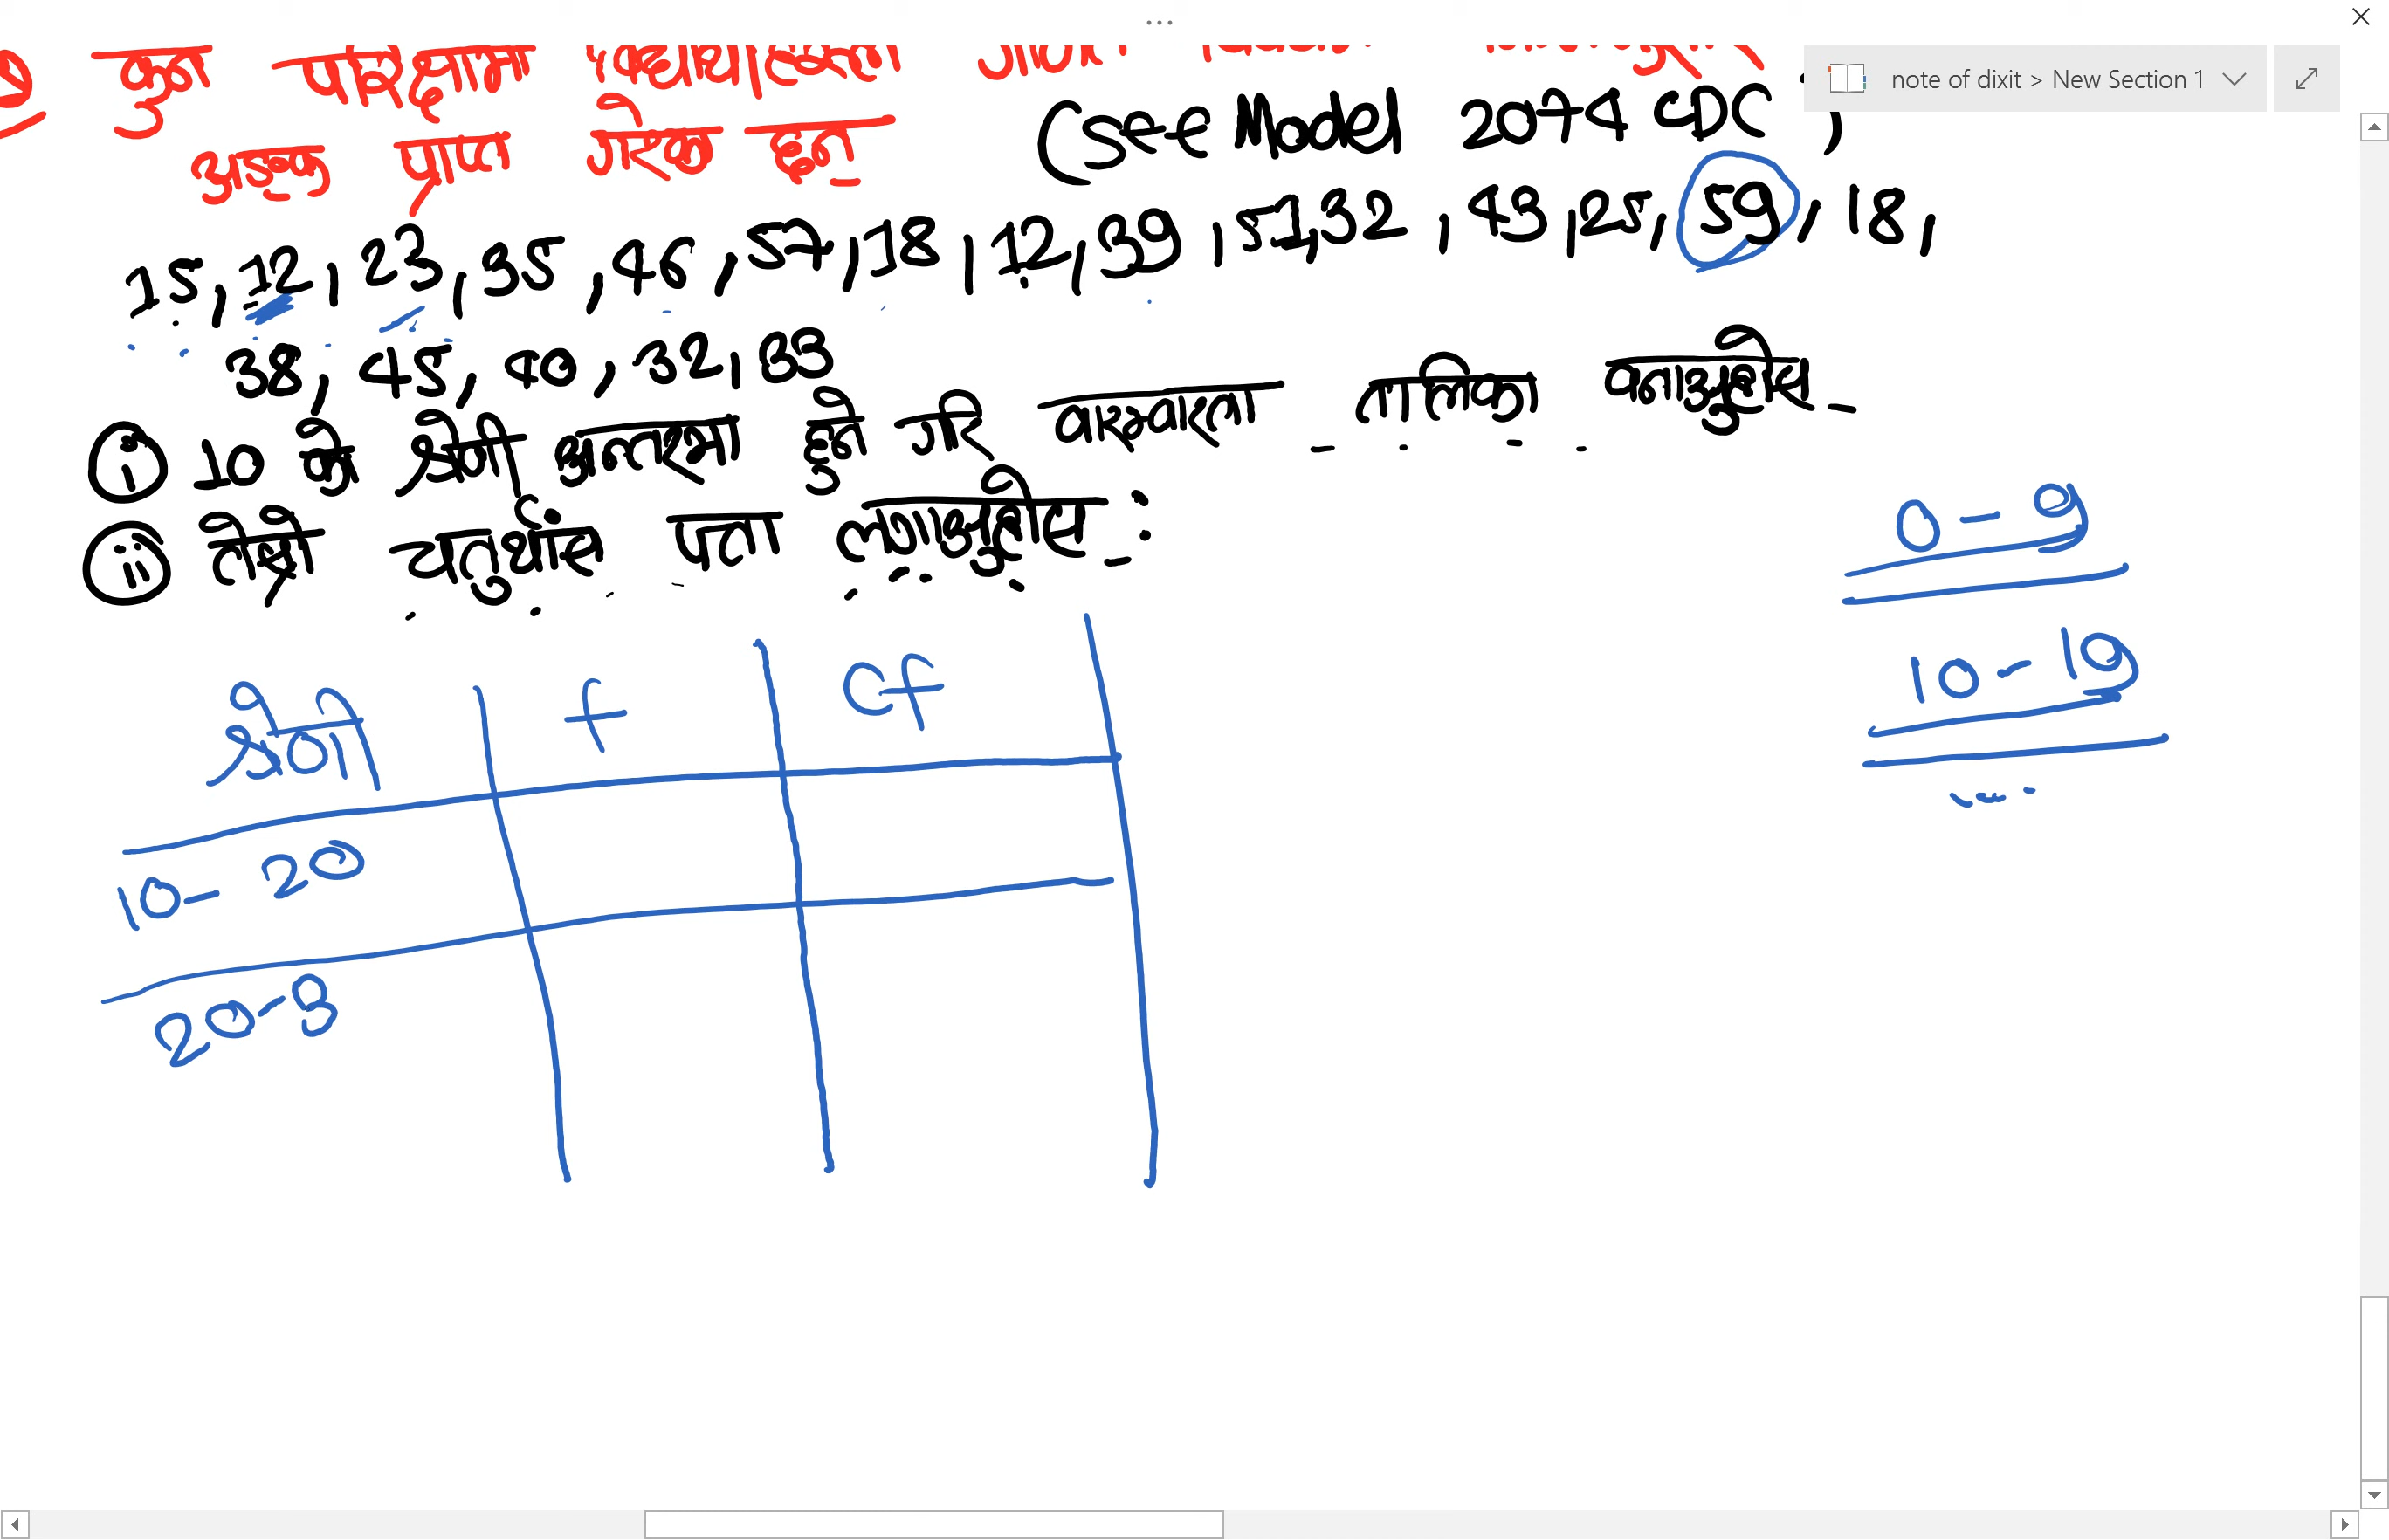 note of dixit > New Section 1
(SEE Model 2074 CDC)
अङ्क प्राप्त गरेका छन्
15, 12, 23, 35, 46, 57, 18, 12, 39, 51, 32, 43, 25, 59, 18,
38, 45, 40, 32, 33
i 10 को श्रेणी अन्तरमा हुने गरि बारम्बारता तालिका बनाउनुहोस्
ii तेस्रो चतुर्थांश पत्ता लगाउनुहोस् :
0 - 9
10 - 19
श्रेणी f cf
10 - 20
20 - 3